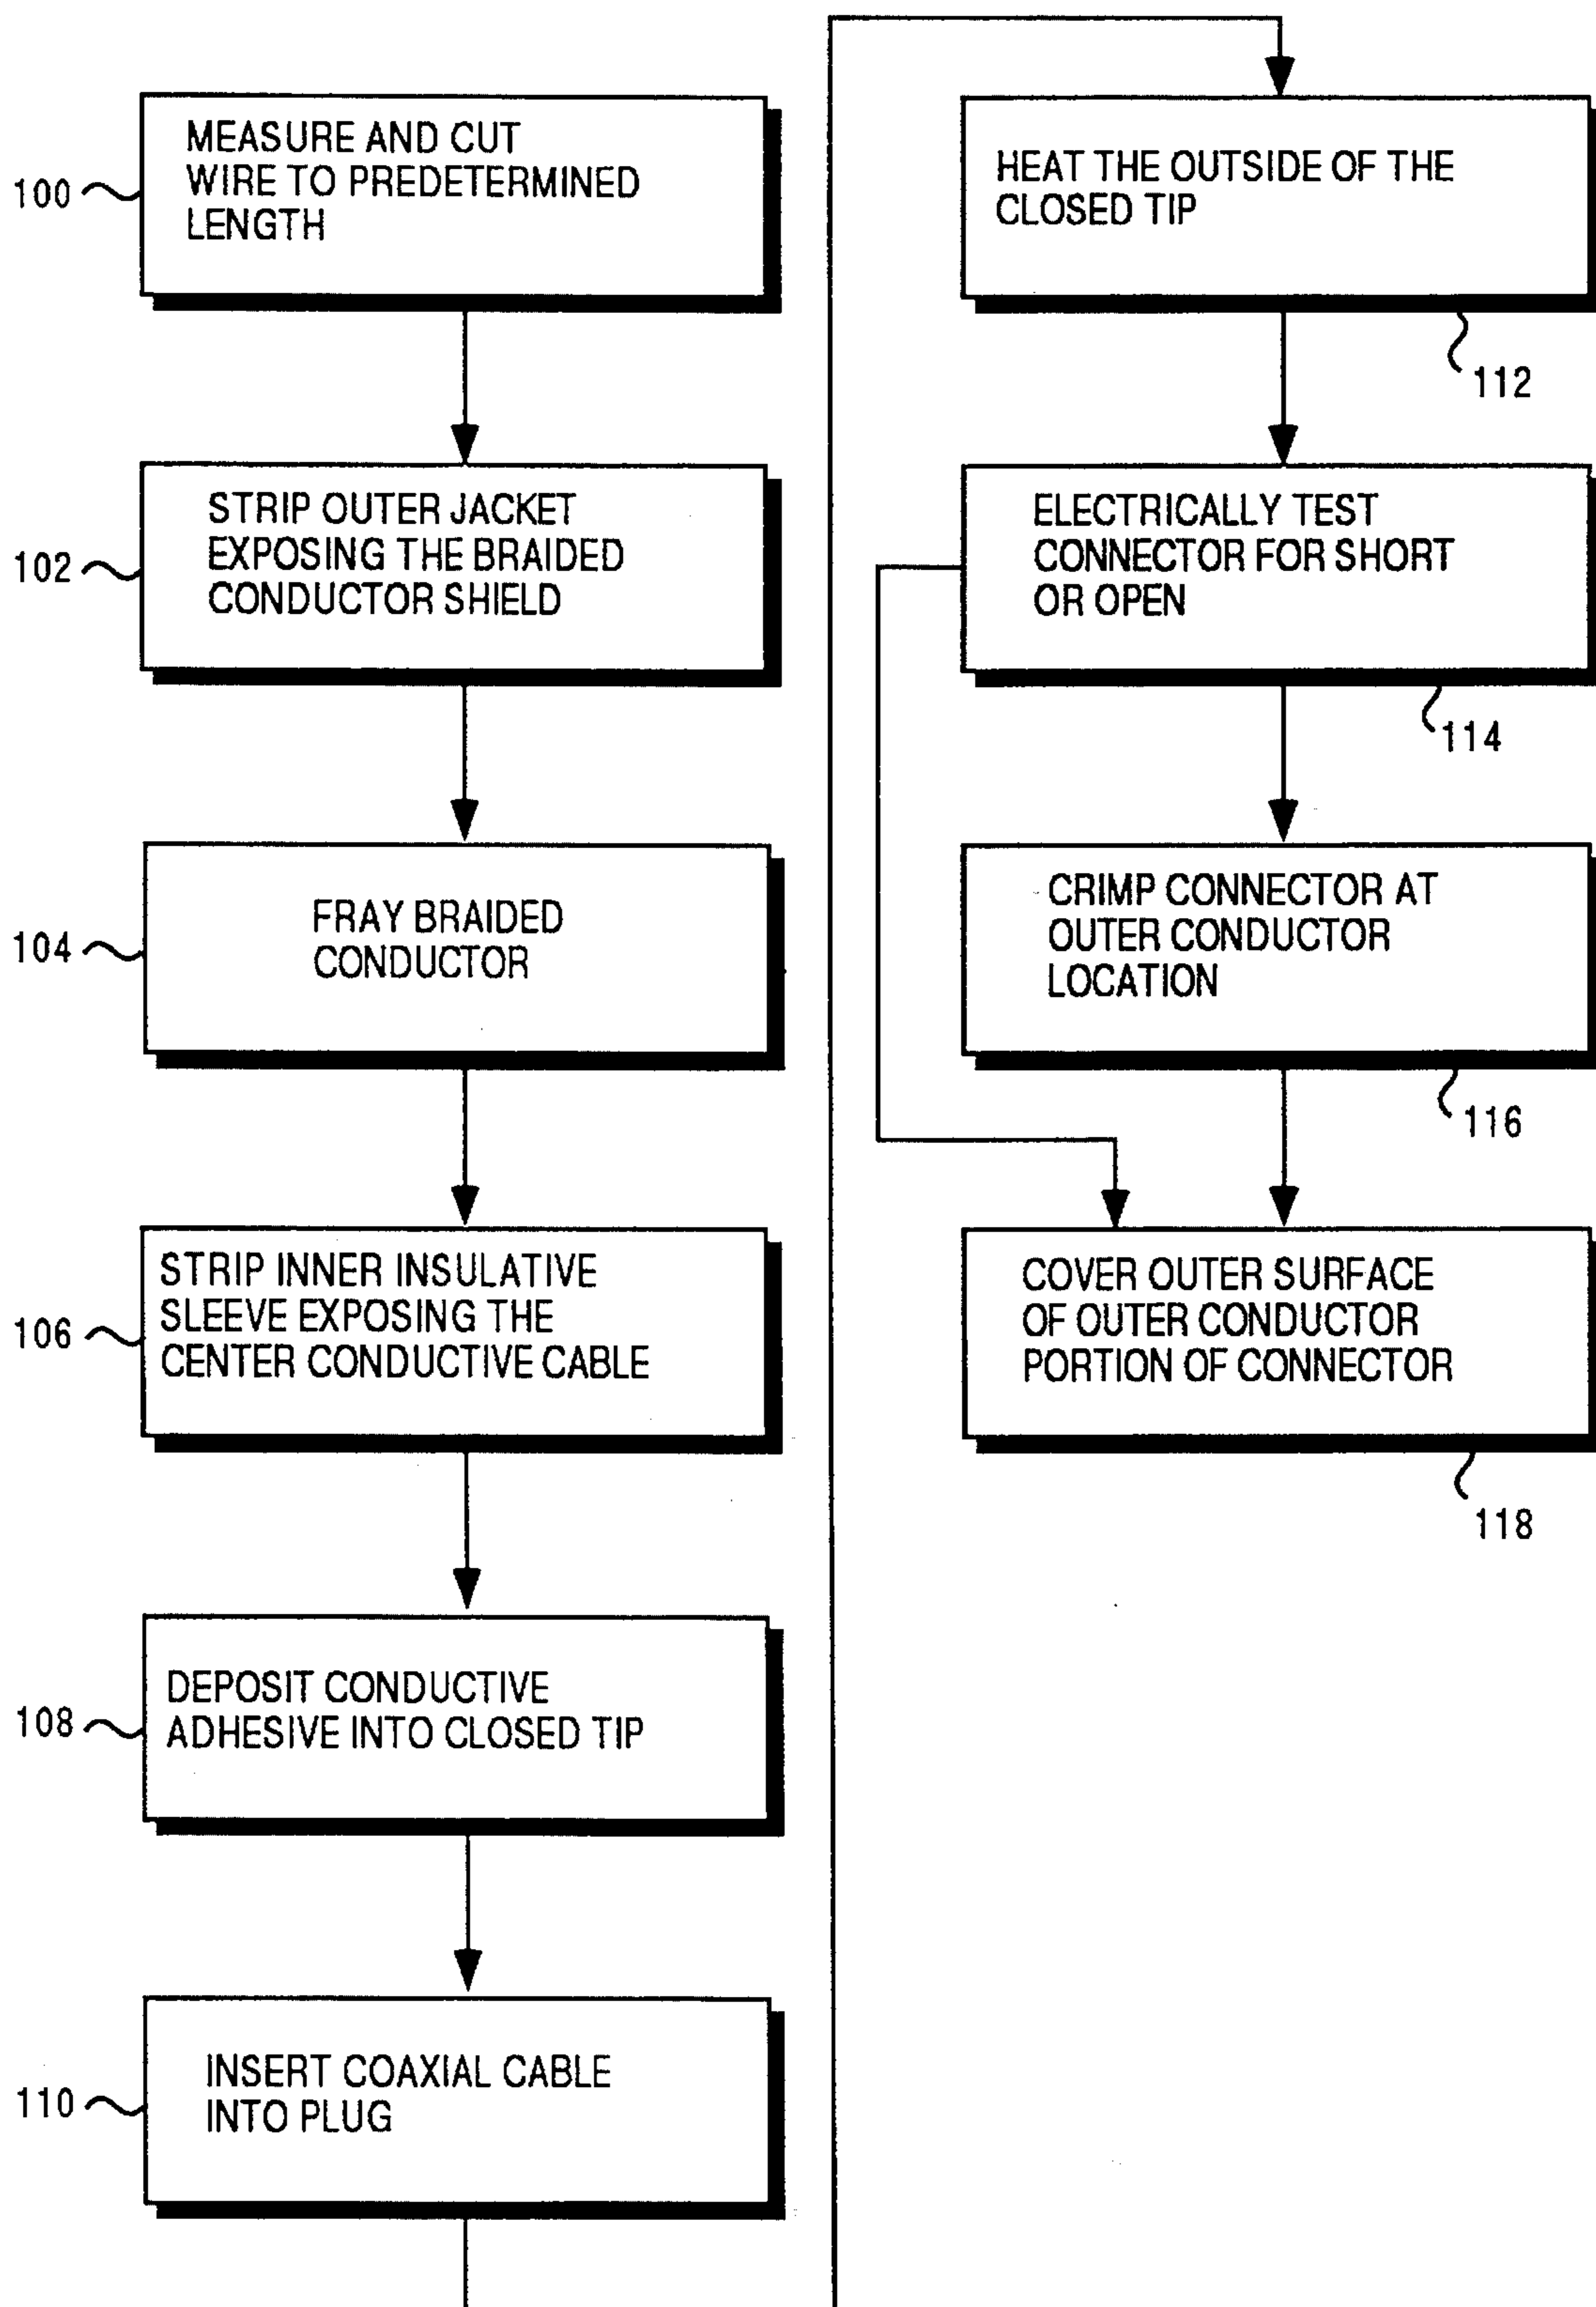 100
MEASURE AND CUT
WIRE TO PREDETERMINED
LENGTH
102
STRIP OUTER JACKET
EXPOSING THE BRAIDED
CONDUCTOR SHIELD
104
FRAY BRAIDED
CONDUCTOR
106
STRIP INNER INSULATIVE
SLEEVE EXPOSING THE
CENTER CONDUCTIVE CABLE
108
DEPOSIT CONDUCTIVE
ADHESIVE INTO CLOSED TIP
110
INSERT COAXIAL CABLE
INTO PLUG
HEAT THE OUTSIDE OF THE
CLOSED TIP
112
ELECTRICALLY TEST
CONNECTOR FOR SHORT
OR OPEN
114
CRIMP CONNECTOR AT
OUTER CONDUCTOR
LOCATION
116
COVER OUTER SURFACE
OF OUTER CONDUCTOR
PORTION OF CONNECTOR
118